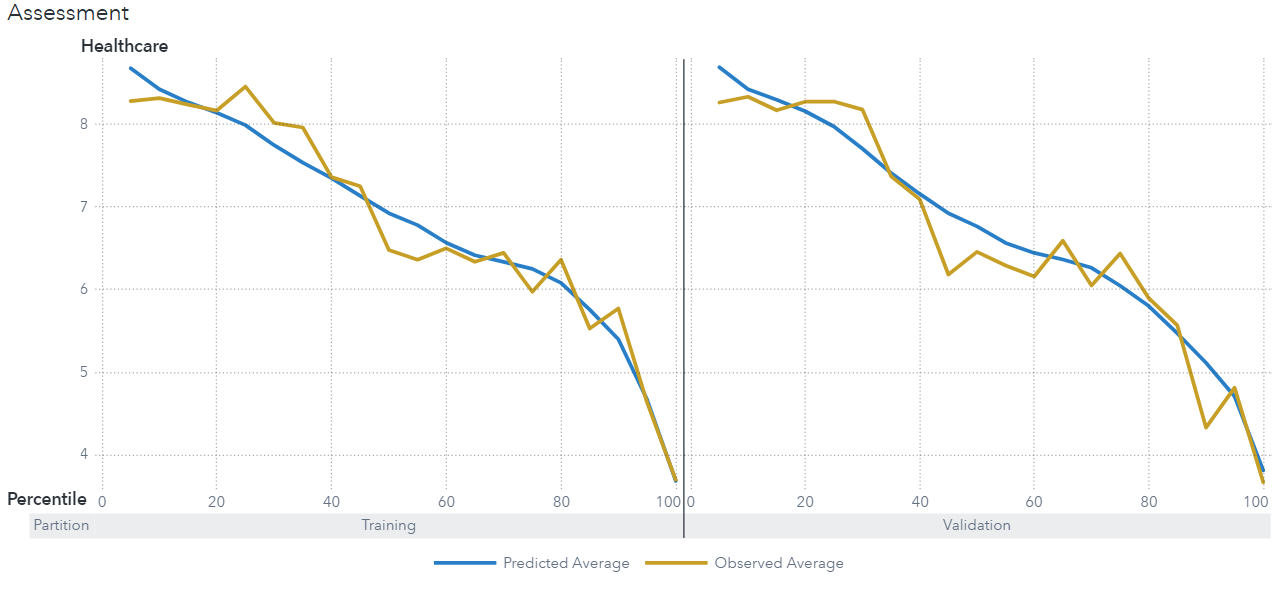 Assessment
Healthcare
8
7
6
5
4
Percentile 0 20 40 60 80 100 0 20 40 60 80 100
Partition Training Validation
Predicted Average Observed Average